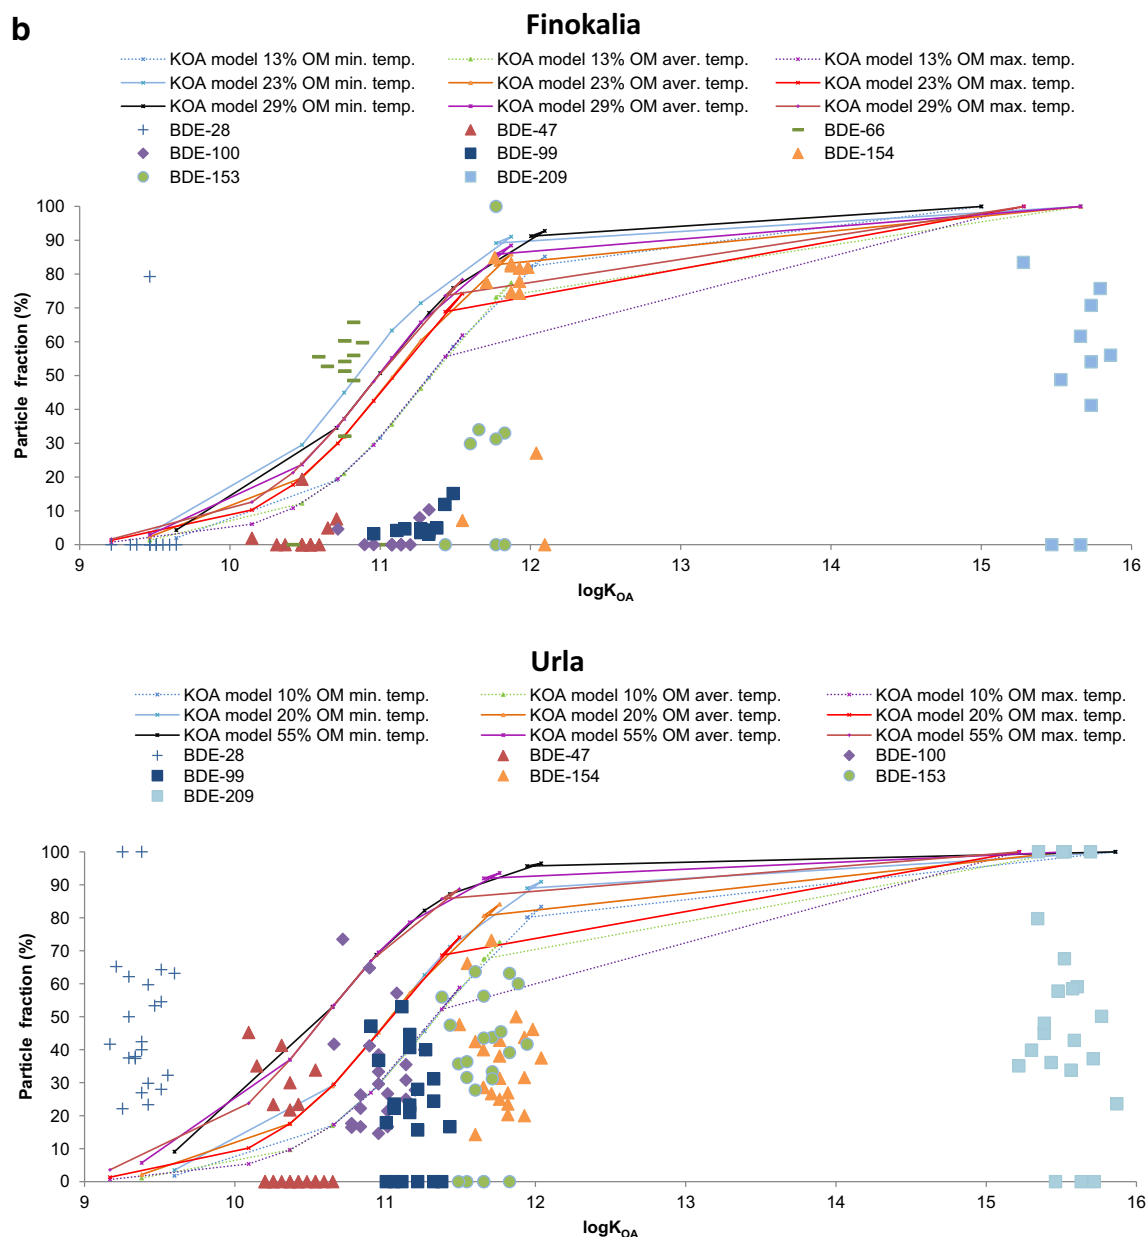 b
Finokalia
KOA model 13% OM min. temp. KOA model 13% OM aver. temp. KOA model 13% OM max. temp.
KOA model 23% OM min. temp. KOA model 23% OM aver. temp. KOA model 23% OM max. temp.
KOA model 29% OM min. temp. KOA model 29% OM aver. temp. KOA model 29% OM max. temp.
BDE-28 BDE-47 BDE-66
BDE-100 BDE-99 BDE-154
BDE-153 BDE-209
100
90
80
70
60
50
40
30
20
10
0
Particle fraction (%)
9 10 11 12 13 14 15 16
logKOA
Urla
KOA model 10% OM min. temp. KOA model 10% OM aver. temp. KOA model 10% OM max. temp.
KOA model 20% OM min. temp. KOA model 20% OM aver. temp. KOA model 20% OM max. temp.
KOA model 55% OM min. temp. KOA model 55% OM aver. temp. KOA model 55% OM max. temp.
BDE-28 BDE-47 BDE-100
BDE-99 BDE-154 BDE-153
BDE-209
100
90
80
70
60
50
40
30
20
10
0
Particle fraction (%)
9 10 11 12 13 14 15 16
logKOA